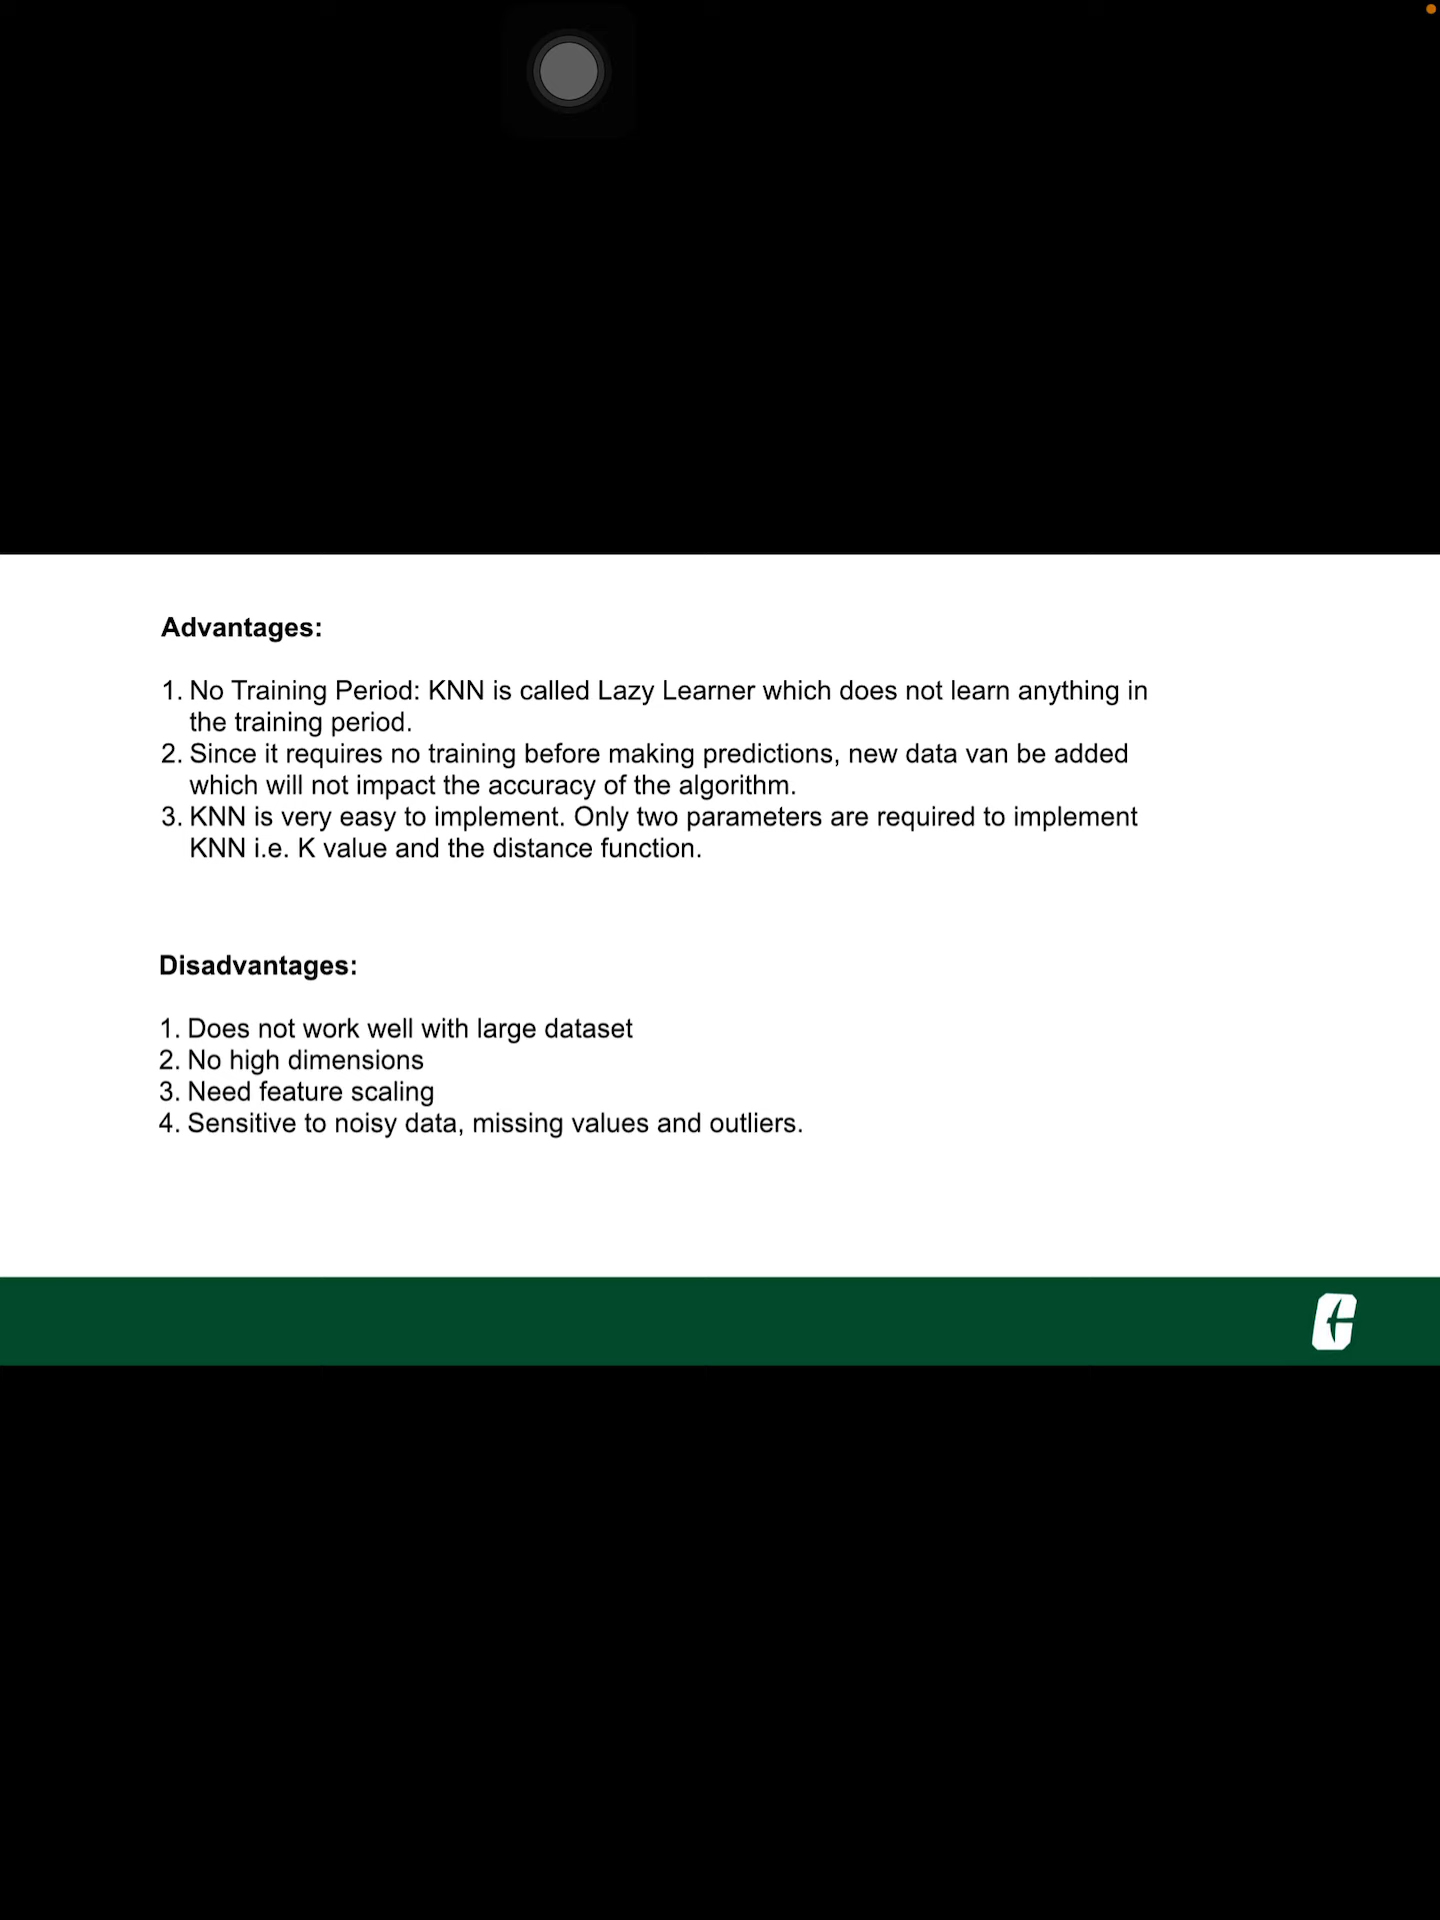 Advantages:
1. No Training Period: KNN is called Lazy Learner which does not learn anything in
the training period.
2. Since it requires no training before making predictions, new data van be added
which will not impact the accuracy of the algorithm.
3. KNN is very easy to implement. Only two parameters are required to implement
KNN i.e. K value and the distance function.
Disadvantages:
1. Does not work well with large dataset
2. No high dimensions
3. Need feature scaling
4. Sensitive to noisy data, missing values and outliers.